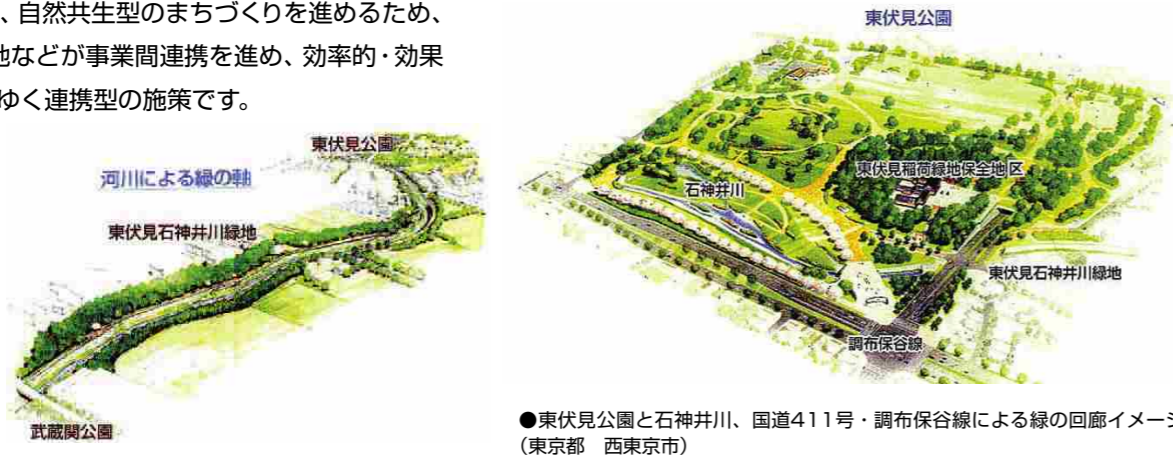 、自然共生型のまちづくりを進めるため、
地などが事業間連携を進め、効率的・効果
ゆく連携型の施策です。
東伏見公園
河川による緑の軸
東伏見石神井川緑地
武蔵関公園
東伏見公園
東伏見稲荷緑地保全地区
石神井川
東伏見石神井川緑地
調布保谷線
●東伏見公園と石神井川、国道411号・調布保谷線による緑の回廊イメージ
（東京都　西東京市）